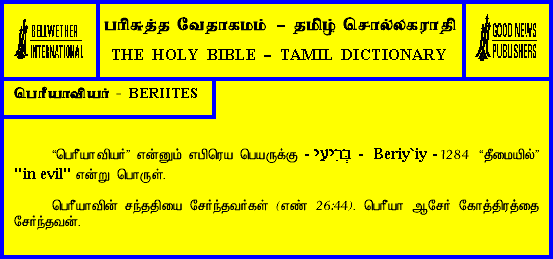 BELLWETHER
INTERNATIONAL
பரிசுத்த வேதாகமம் – தமிழ் சொல்லகராதி
THE HOLY BIBLE – TAMIL DICTIONARY
GOOD NEWS
PUBLISHERS
பெரீயாவியர் - BERIITES
“பெரீயாவியர்” என்னும் எபிரெய பெயருக்கு - בְּרִיעִי - Beriy`iy - 1284 “தீமையில்”
"in evil" என்று பொருள்.
பெரீயாவின் சந்ததியை சேர்ந்தவர்கள் (எண் 26:44). பெரீயா ஆசேர் கோத்திரத்தை
சேர்ந்தவன்.